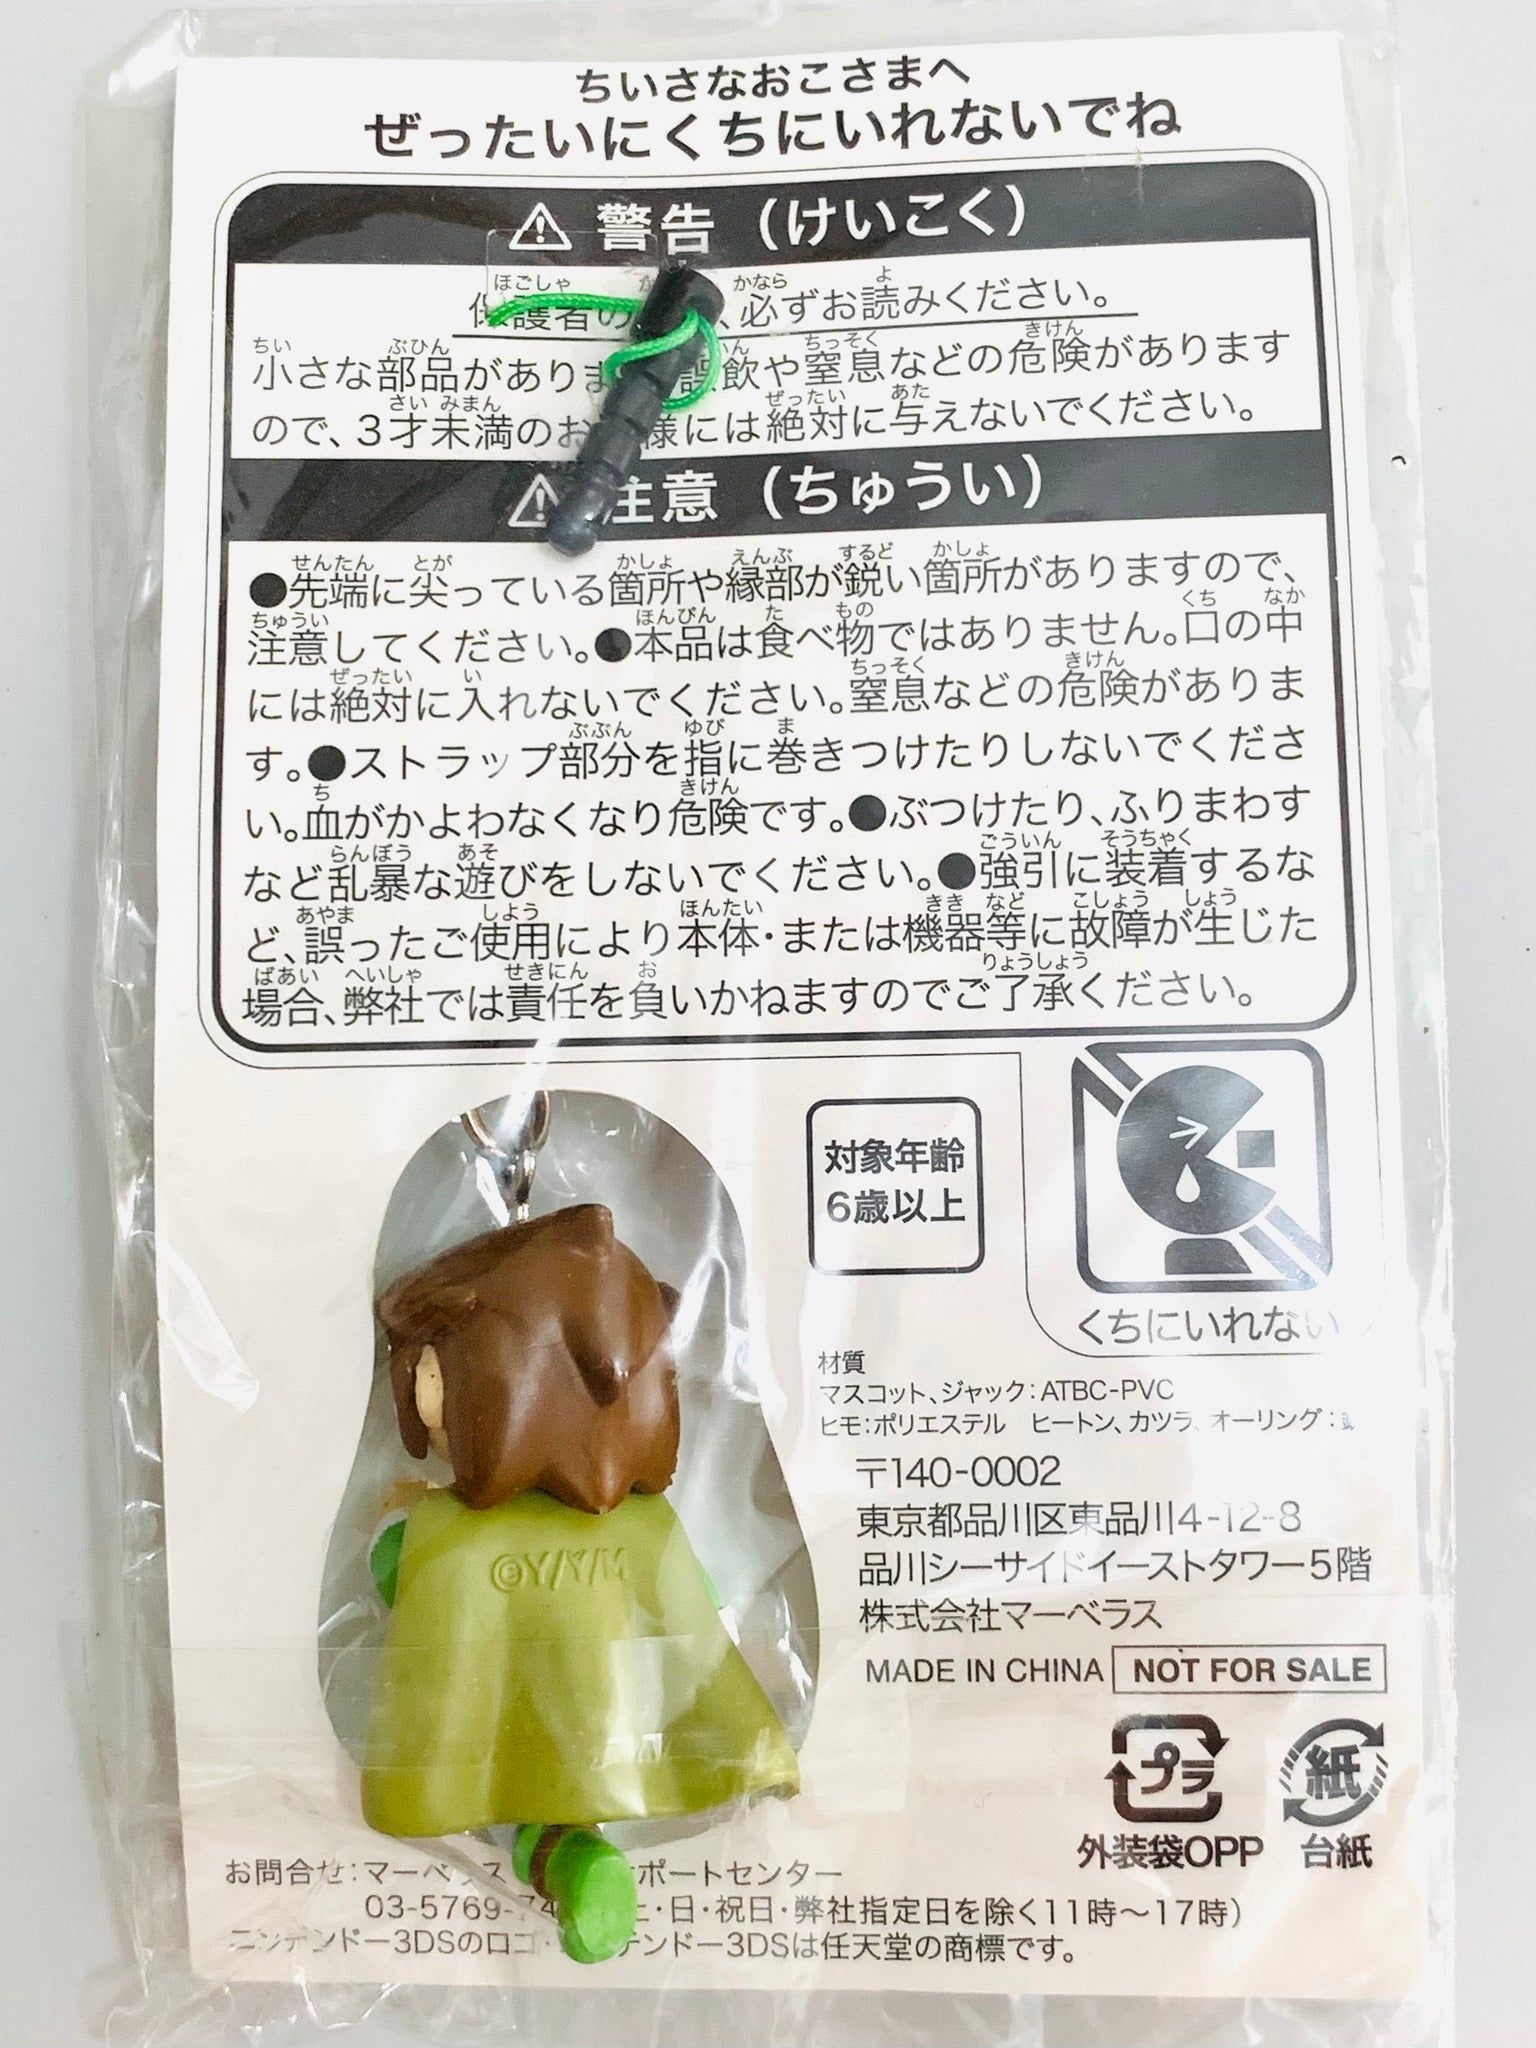 ちいさなおこさまへ
ぜったいにくちにいれないでね
警告（けいこく）
保護者の 、必ずお読みください。
小さな部品がありま 誤飲や窒息などの危険があります
ので、3才未満のお 様には絶対に与えないでください。
注意（ちゅうい）
●先端に尖っている箇所や縁部が鋭い箇所がありますので、
注意してください。●本品は食べ物ではありません。口の中
には絶対に入れないでください。窒息などの危険がありま
す。●ストラップ部分を指に巻きつけたりしないでくださ
い。血がかよわなくなり危険です。●ぶつけたり、ふりまわす
など乱暴な遊びをしないでください。●強引に装着するな
ど、誤ったご使用により本体・または機器等に故障が生じた
場合、弊社では責任を負いかねますのでご了承ください。
対象年齢
6歳以上
くちにいれない
材質
マスコット、ジャック：ATBC-PVC
ヒモ：ポリエステル　ヒートン、カツラ、オーリング：
〒140-0002
東京都品川区東品川4-12-8
品川シーサイドイーストタワー5階
株式会社マーベラス
MADE IN CHINA NOT FOR SALE
©Y/Y/M
プラ
紙
外装袋OPP 台紙
お問合せ：マーベラス ポートセンター
03-5769-74 土・日・祝日・弊社指定日を除く11時〜17時）
ニンテンドー3DSのロゴ・ テンドー3DSは任天堂の商標です。